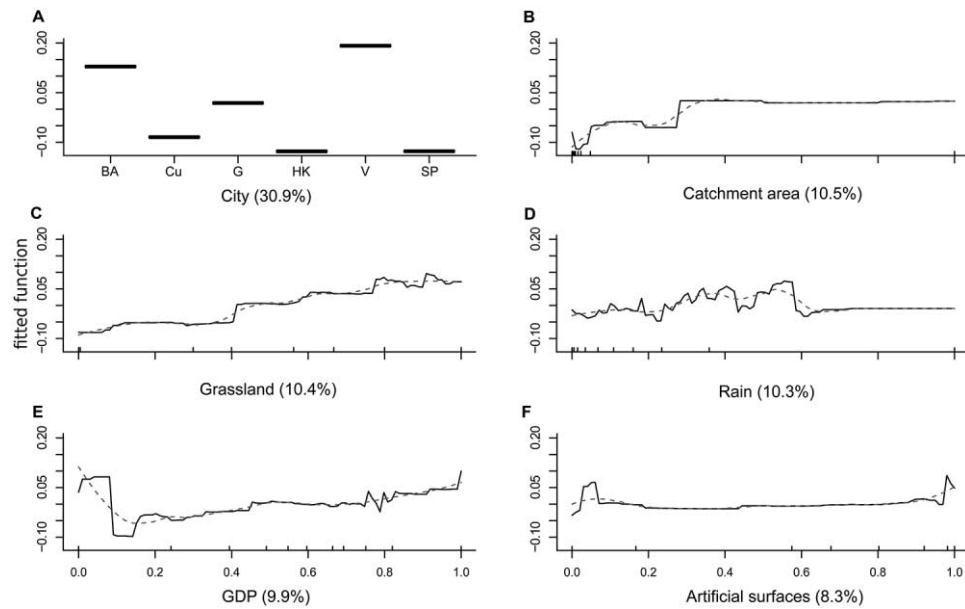 A
0.20
0.05
−0.10
BA Cu G HK V SP
City (30.9%)
B
0.20
0.05
−0.10
Catchment area (10.5%)
C
0.20
0.05
−0.10
fitted function
Grassland (10.4%)
D
0.20
0.05
−0.10
Rain (10.3%)
E
0.20
0.05
−0.10
0.0 0.2 0.4 0.6 0.8 1.0
GDP (9.9%)
F
0.20
0.05
−0.10
0.0 0.2 0.4 0.6 0.8 1.0
Artificial surfaces (8.3%)